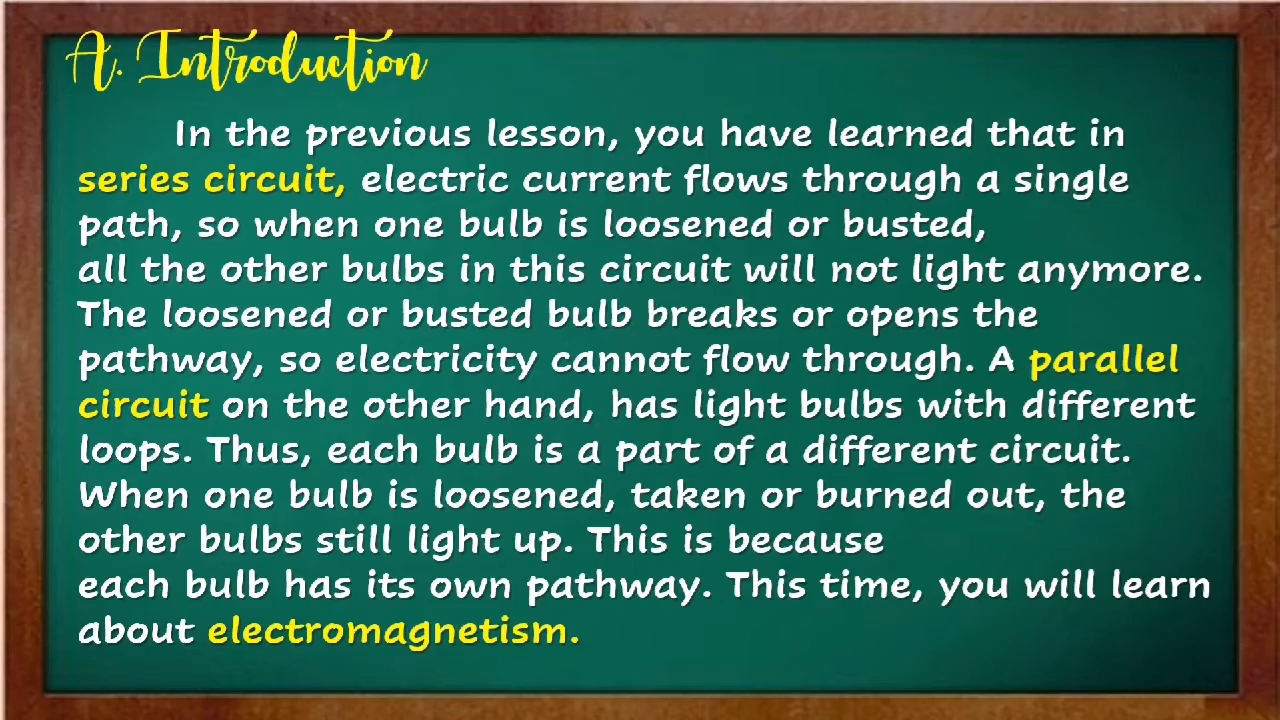 A. Introduction
In the previous lesson, you have learned that in
series circuit, electric current flows through a single
path, so when one bulb is loosened or busted,
all the other bulbs in this circuit will not light anymore.
The loosened or busted bulb breaks or opens the
pathway, so electricity cannot flow through. A parallel
circuit on the other hand, has light bulbs with different
loops. Thus, each bulb is a part of a different circuit.
When one bulb is loosened, taken or burned out, the
other bulbs still light up. This is because
each bulb has its own pathway. This time, you will learn
about electromagnetism.